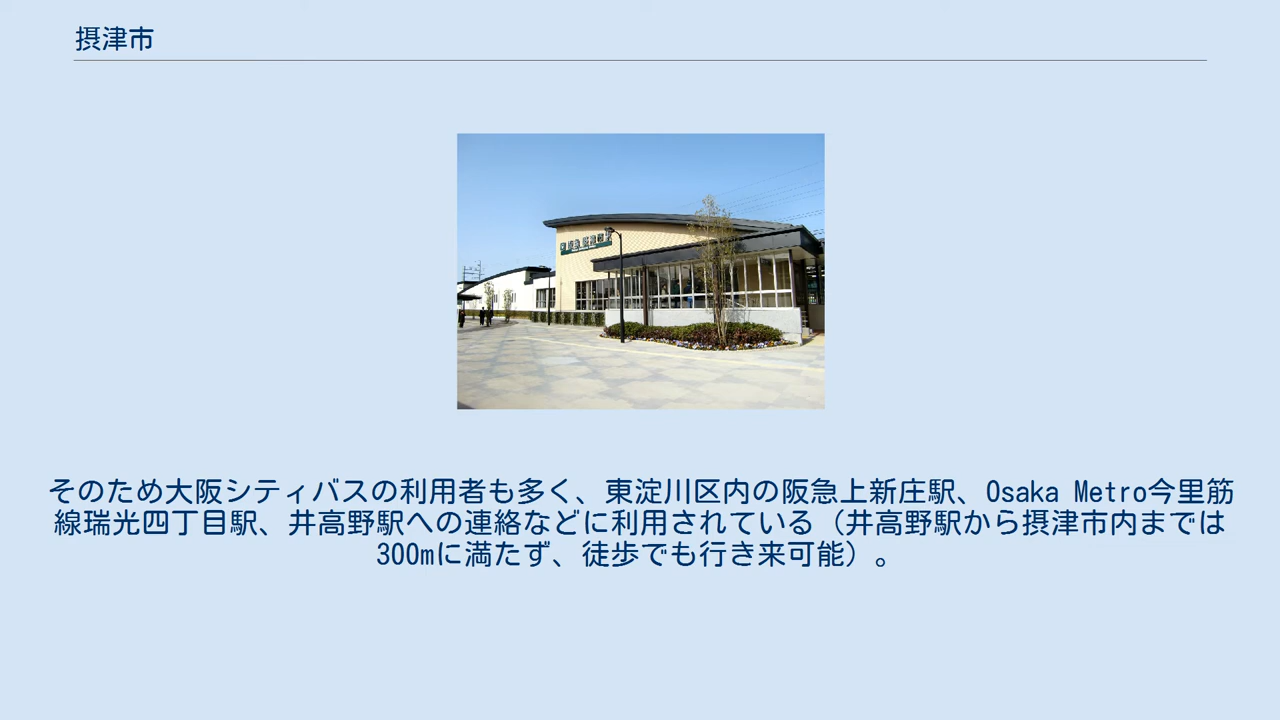 摂津市
そのため大阪シティバスの利用者も多く、東淀川区内の阪急上新庄駅、Osaka Metro今里筋
線瑞光四丁目駅、井高野駅への連絡などに利用されている（井高野駅から摂津市内までは
300mに満たず、徒歩でも行き来可能）。